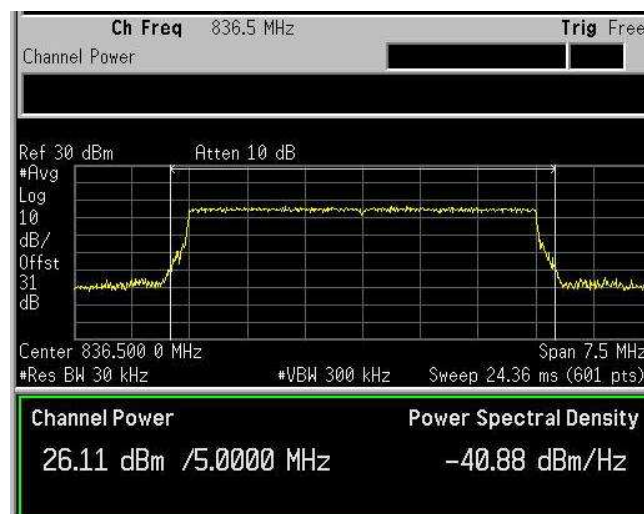 Ch Freq 836.5 MHz Trig Free
Channel Power
Ref 30 dBm Atten 10 dB
#Avg
Log
10
dB/
Offst
31
dB
Center 836.500 0 MHz Span 7.5 MHz
#Res BW 30 kHz #VBW 300 kHz Sweep 24.36 ms (601 pts)
Channel Power Power Spectral Density
26.11 dBm /5.0000 MHz -40.88 dBm/Hz